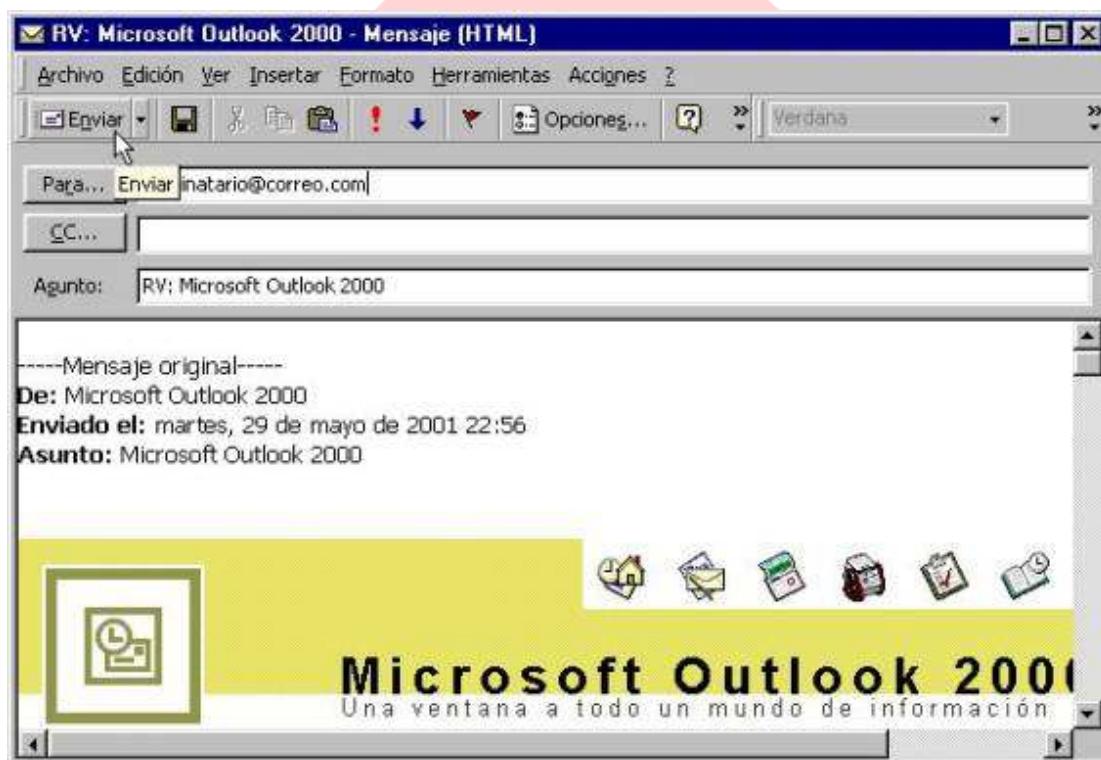 RV: Microsoft Outlook 2000 - Mensaje (HTML)
Archivo Edición Ver Insertar Formato Herramientas Acciones ?
Enviar Opciones... Verdana
Para... Enviar inatario@correo.com
CC...
Asunto: RV: Microsoft Outlook 2000
-----Mensaje original-----
De: Microsoft Outlook 2000
Enviado el: martes, 29 de mayo de 2001 22:56
Asunto: Microsoft Outlook 2000
Microsoft Outlook 2000
Una ventana a todo un mundo de información